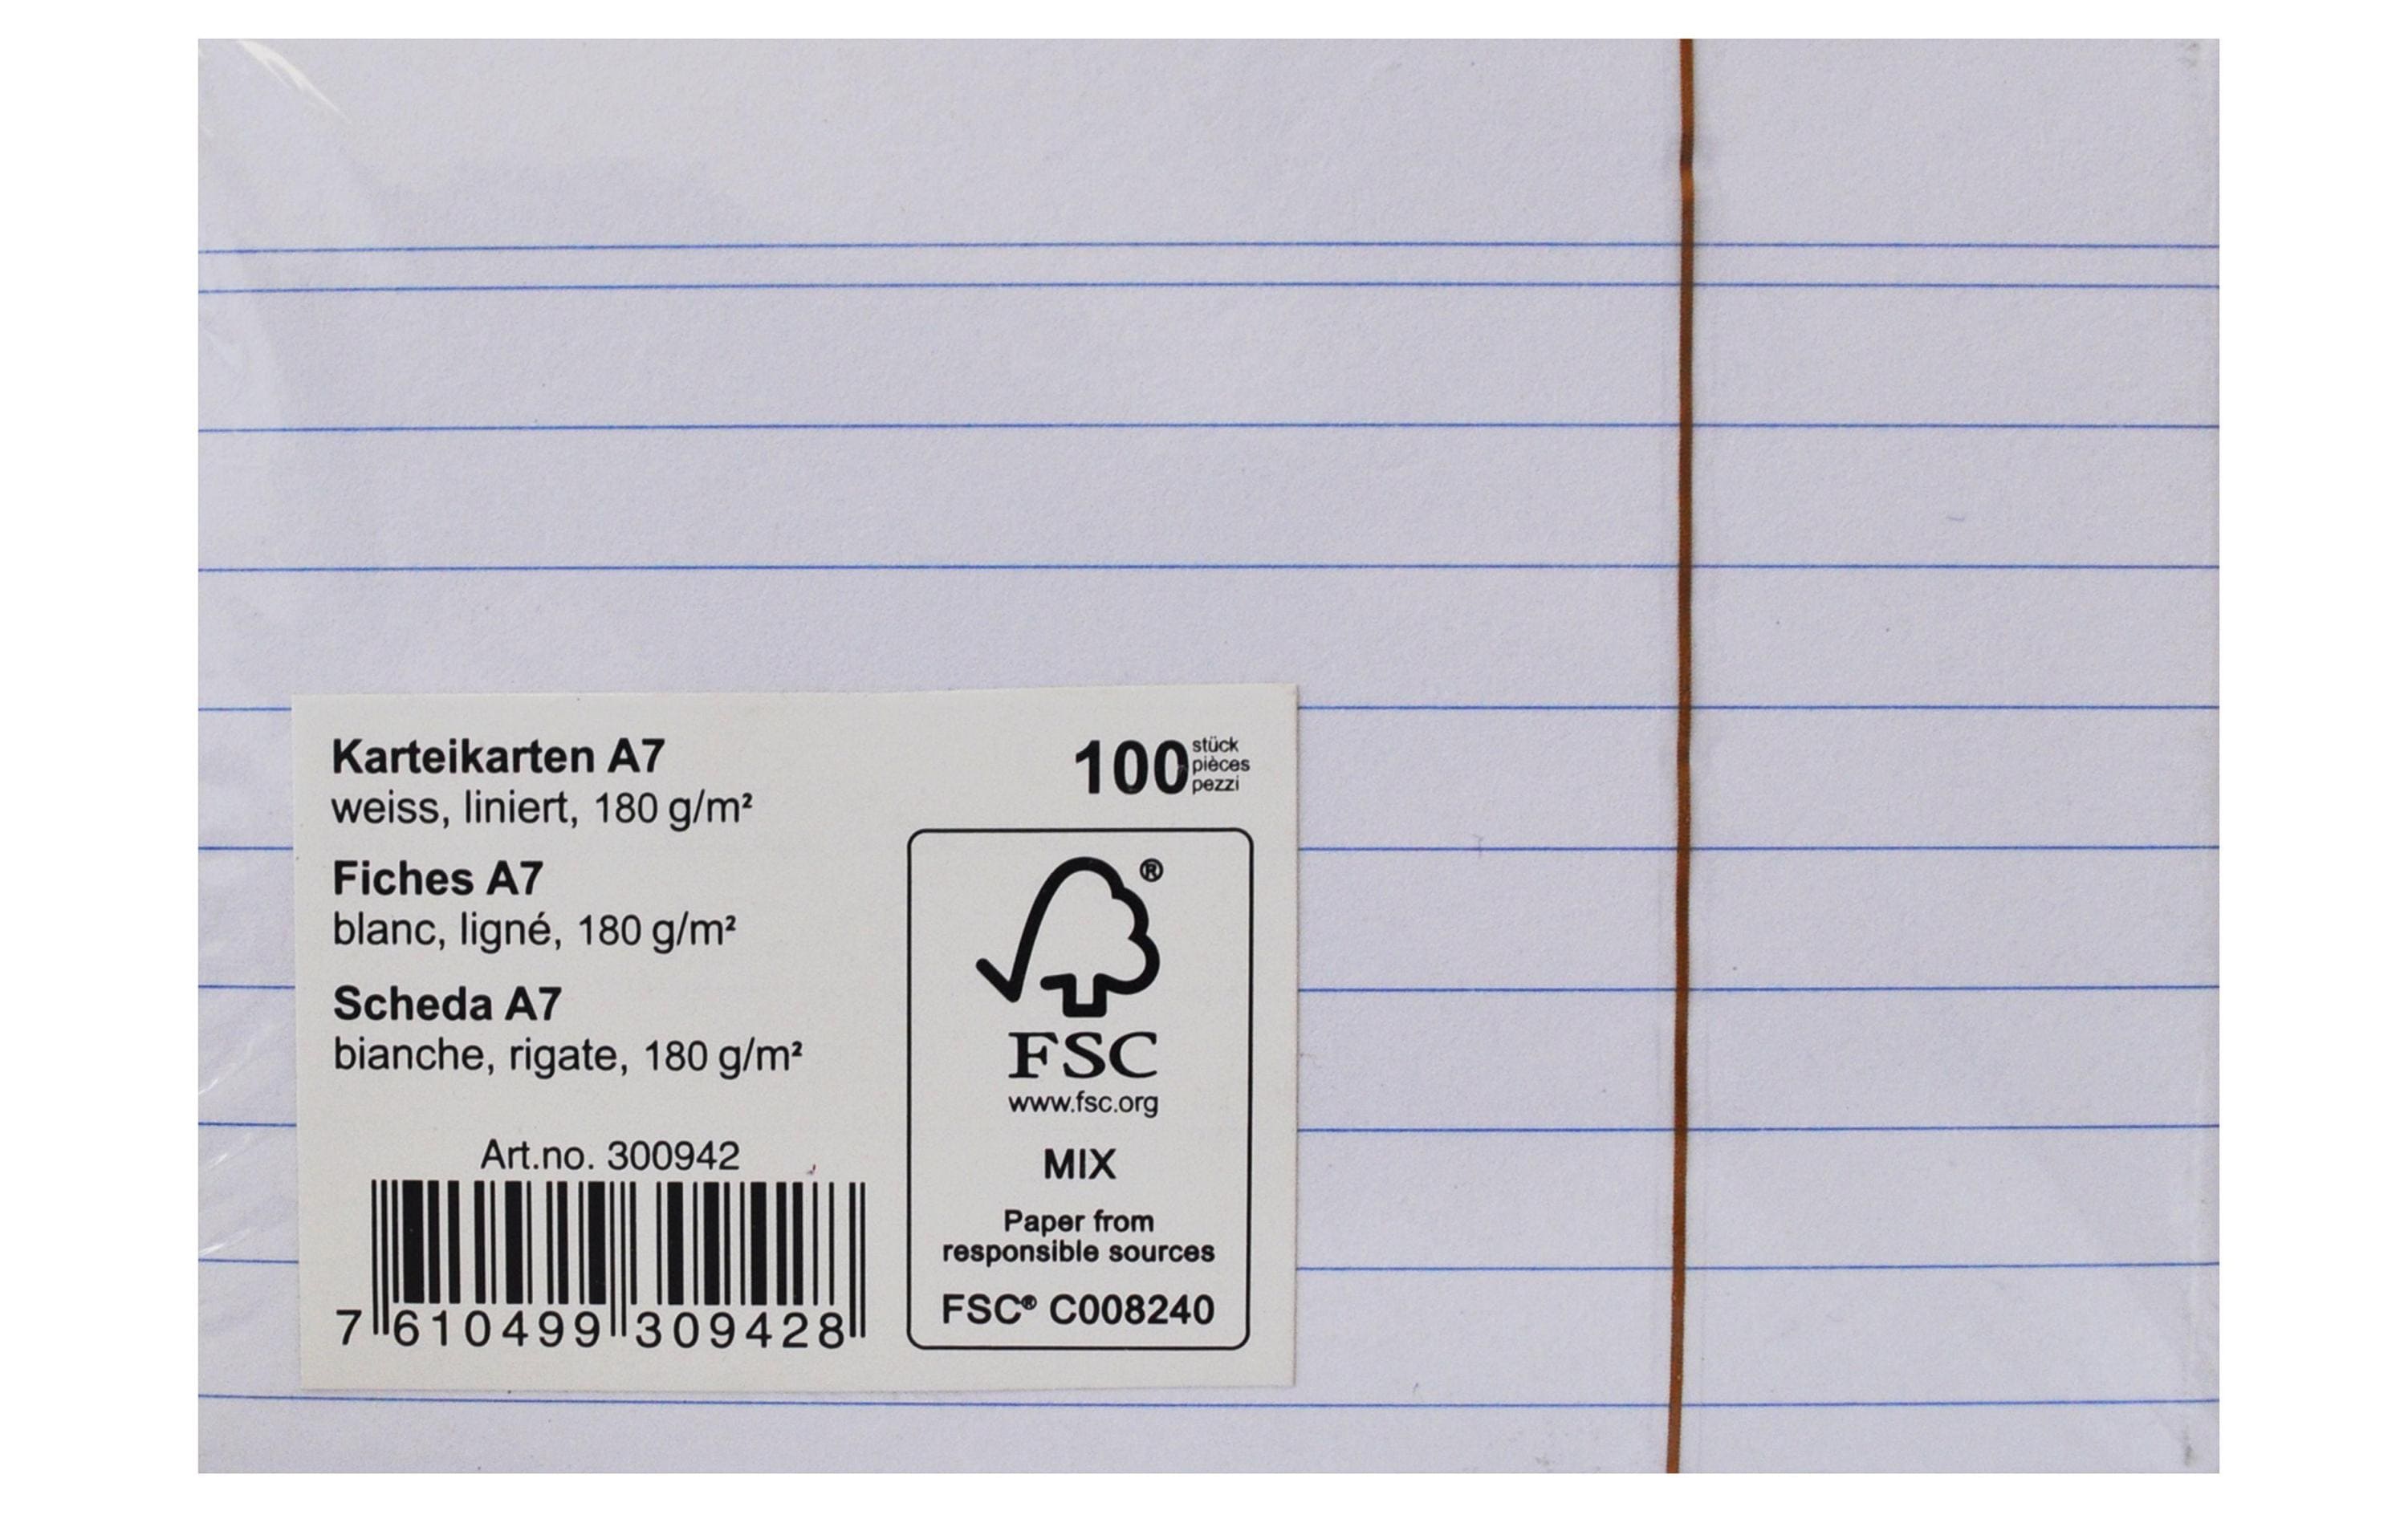 Karteikarten A7
weiss, liniert, 180 g/m²
Fiches A7
blanc, ligné, 180 g/m²
Scheda A7
bianche, rigate, 180 g/m²
Art.no. 300942
7 610499 309428
100 stück
pièces
pezzi
®
FSC
www.fsc.org
MIX
Paper from
responsible sources
FSC® C008240